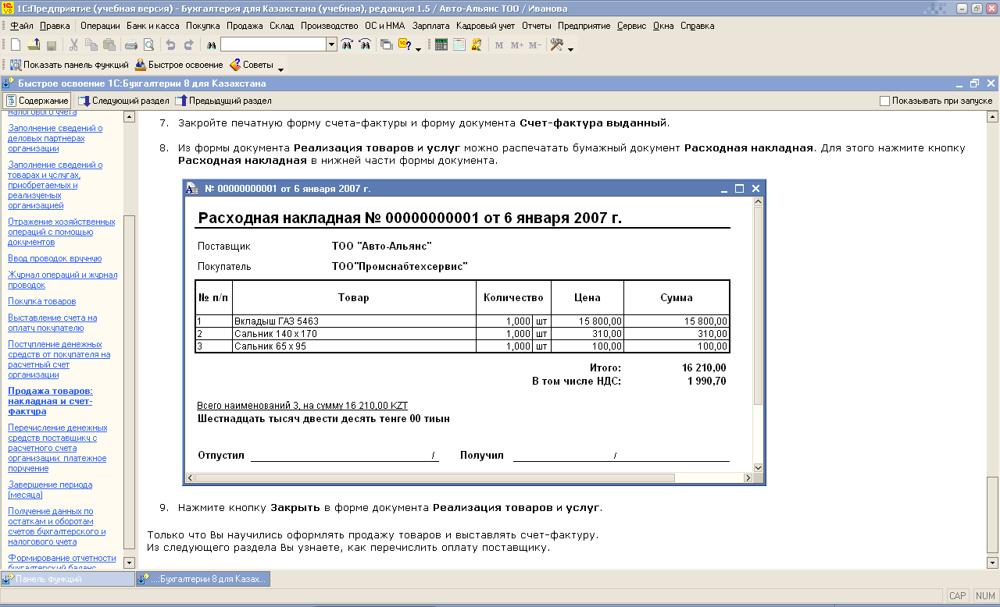 1С:Предприятие (учебная версия) - Бухгалтерия для Казахстана (учебная), редакция 1.5 / Авто-Альянс ТОО / Иванова
Файл Правка Операции Банк и касса Покупка Продажа Склад Производство ОС и НМА Зарплата Кадровый учет Отчеты Предприятие Сервис Окна Справка
M M+ M-
Показать панель функций Быстрое освоение Советы
Быстрое освоение 1С:Бухгалтерии 8 для Казахстана
Содержание Следующий раздел Предыдущий раздел Показывать при запуске
налогового учета
Заполнение сведений о
деловых партнерах
организации
Заполнение сведений о
товарах и услугах,
приобретаемых и
реализуемых
организацией
Отражение хозяйственных
операций с помощью
документов
Ввод проводок вручную
Журнал операций и журнал
проводок
Покупка товаров
Выставление счета на
оплату покупателю
Поступление денежных
средств от покупателя на
расчетный счет
организации
Продажа товаров:
накладная и счет-
фактура
Перечисление денежных
средств поставщику с
расчетного счета
организации: платежное
поручение
Завершение периода
(месяца)
Получение данных по
остаткам и оборотам
счетов бухгалтерского и
налогового учета
Формирование отчетности
бухгалтерский баланс
7. Закройте печатную форму счета-фактуры и форму документа Счет-фактура выданный.
8. Из формы документа Реализация товаров и услуг можно распечатать бумажный документ Расходная накладная. Для этого нажмите кнопку
Расходная накладная в нижней части формы документа.
№ 00000000001 от 6 января 2007 г.
Расходная накладная № 00000000001 от 6 января 2007 г.
Поставщик ТОО "Авто-Альянс"
Покупатель ТОО"Промснабтехсервис"
№ п/п Товар Количество Цена Сумма
1 Вкладыш ГАЗ 5463 1,000 шт 15 800,00 15 800,00
2 Сальник 140 х 170 1,000 шт 310,00 310,00
3 Сальник 65 х 95 1,000 шт 100,00 100,00
Итого: 16 210,00
В том числе НДС: 1 990,70
Всего наименований 3, на сумму 16 210,00 KZT
Шестнадцать тысяч двести десять тенге 00 тиын
Отпустил / Получил /
9. Нажмите кнопку Закрыть в форме документа Реализация товаров и услуг.
Только что Вы научились оформлять продажу товаров и выставлять счет-фактуру.
Из следующего раздела Вы узнаете, как перечислить оплату поставщику.
Панель функций ...:Бухгалтерии 8 для Казах...
CAP NUM